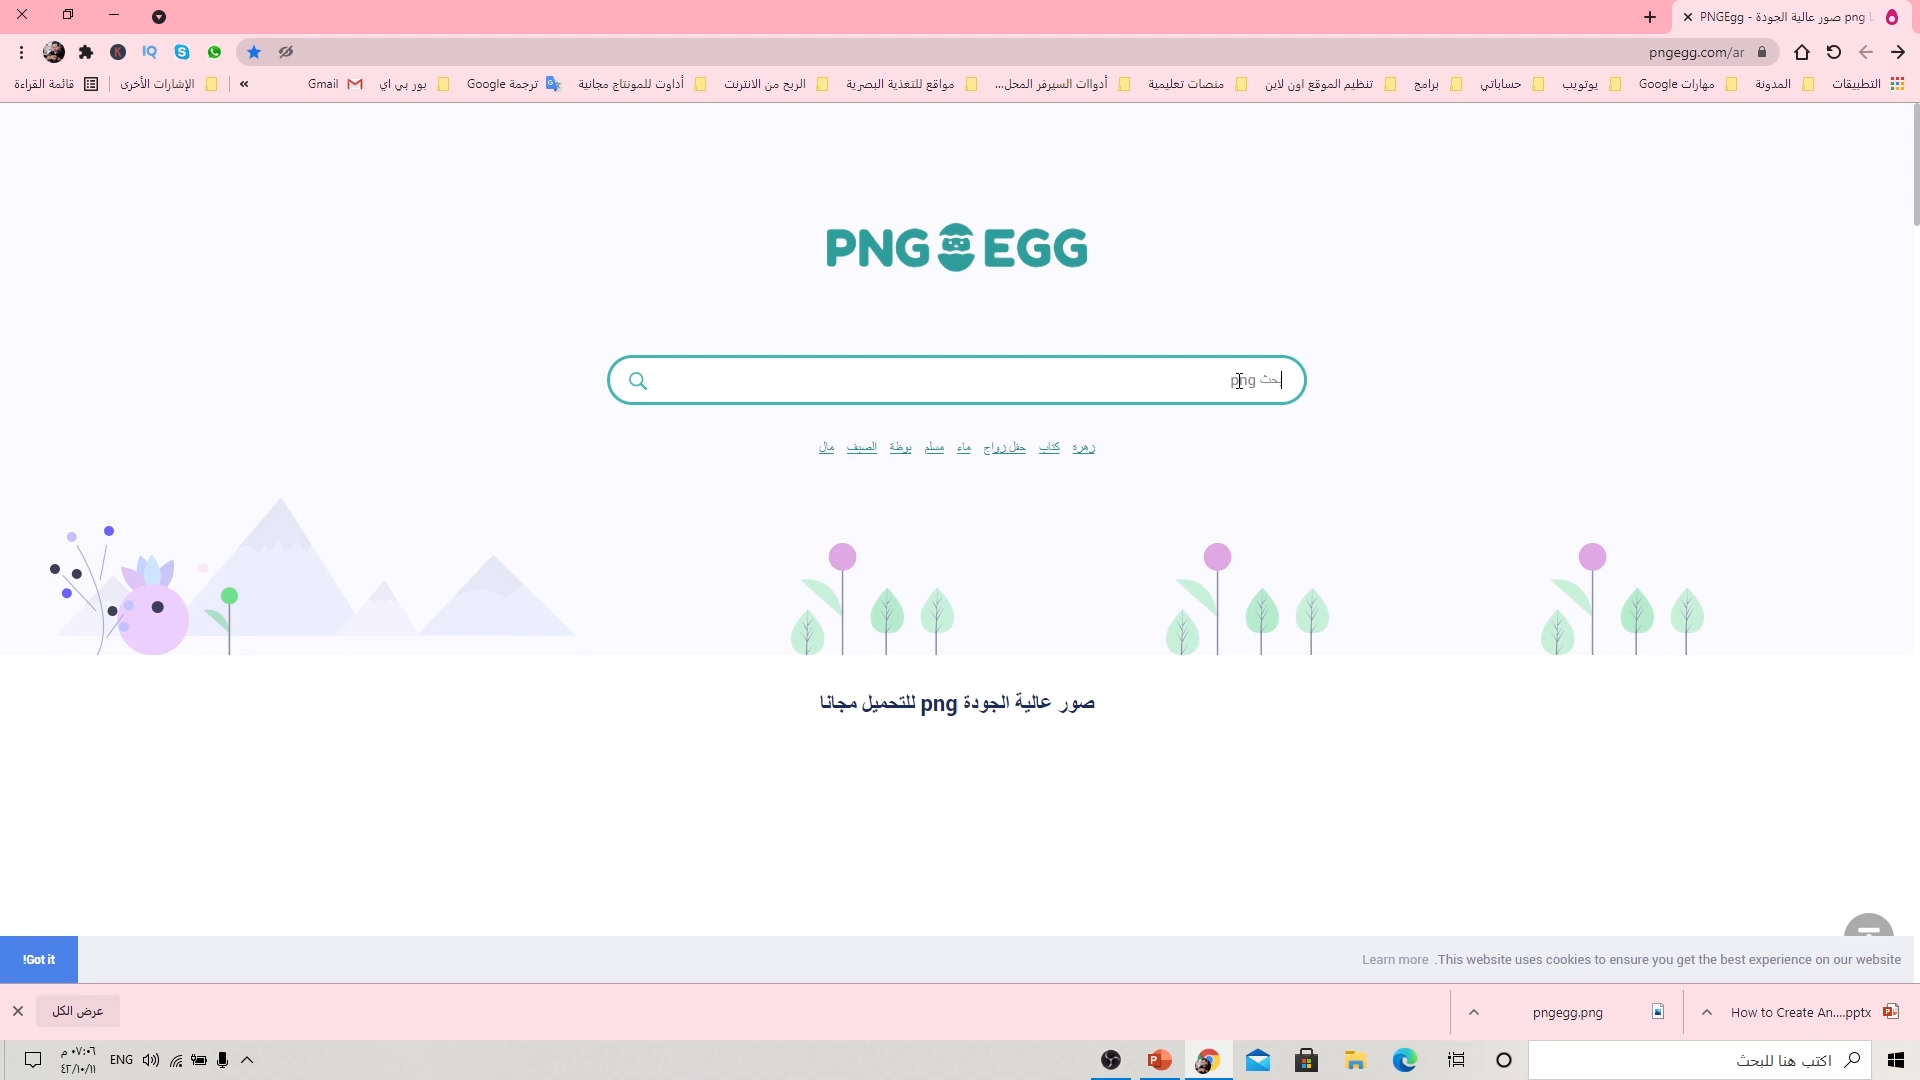 PNGEgg - صور عالية الجودة png
pngegg.com/ar
التطبيقات
المدونة
مهارات Google
يوتويب
حساباتي
برامج
تنظيم الموقع اون لاين
منصات تعليمية
أدوالت السيرفر المحل...
مواقع للتغذية البصرية
الربح من الانترنت
أداوت للمونتاج مجانية
ترجمة Google
بور بي اي
Gmail
»
الإشارات الأخرى
قائمة القراءة
PNG EGG
بحث png
زهرة كتاب حفل زواج ماء مسلم بوظة الصيف مال
صور عالية الجودة png للتحميل مجانا
This website uses cookies to ensure you get the best experience on our website. Learn more
Got it!
How to Create An....pptx
pngegg.png
عرض الكل
اكتب هنا للبحث
ENG
٠٧:٠٦ م
٤٢/١٠/١١